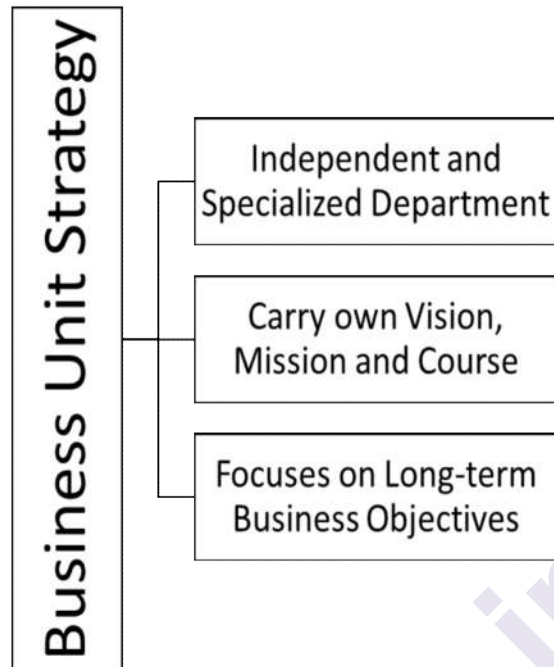 Business Unit Strategy
Independent and
Specialized Department
Carry own Vision,
Mission and Course
Focuses on Long-term
Business Objectives